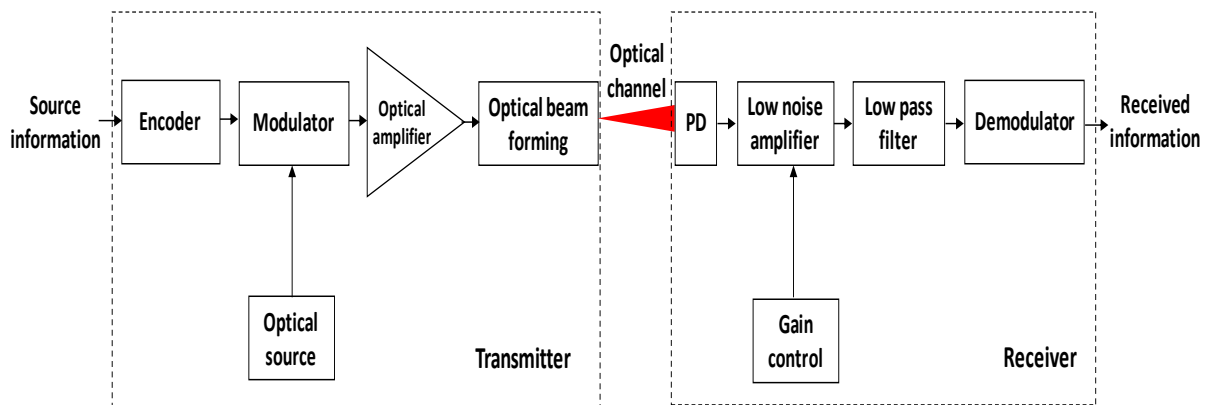 Source
information
Encoder
Modulator
Optical
amplifier
Optical beam
forming
Optical
channel
PD
Low noise
amplifier
Low pass
filter
Demodulator
Received
information
Optical
source
Transmitter
Gain
control
Receiver